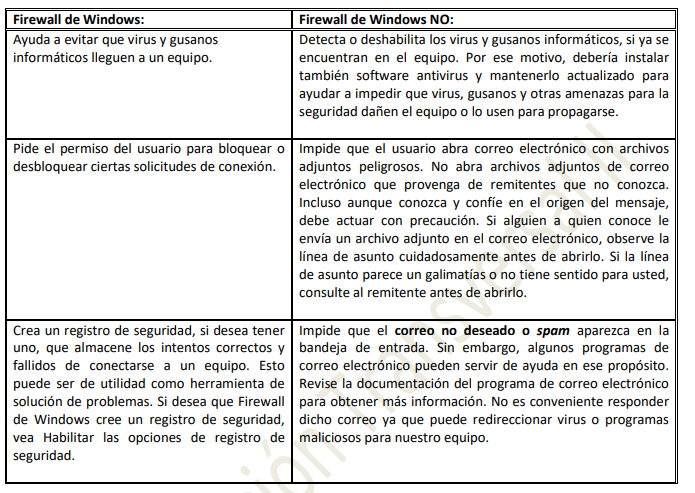 Firewall de Windows:
Firewall de Windows NO:
Ayuda a evitar que virus y gusanos
informáticos lleguen a un equipo.
Detecta o deshabilita los virus y gusanos informáticos, si ya se
encuentran en el equipo. Por ese motivo, debería instalar
también software antivirus y mantenerlo actualizado para
ayudar a impedir que virus, gusanos y otras amenazas para la
seguridad dañen el equipo o lo usen para propagarse.
Pide el permiso del usuario para bloquear o
desbloquear ciertas solicitudes de conexión.
Impide que el usuario abra correo electrónico con archivos
adjuntos peligrosos. No abra archivos adjuntos de correo
electrónico que provenga de remitentes que no conozca.
Incluso aunque conozca y confíe en el origen del mensaje,
debe actuar con precaución. Si alguien a quien conoce le
envía un archivo adjunto en el correo electrónico, observe la
línea de asunto cuidadosamente antes de abrirlo. Si la línea
de asunto parece un galimatías o no tiene sentido para usted,
consulte al remitente antes de abrirlo.
Crea un registro de seguridad, si desea tener
uno, que almacene los intentos correctos y
fallidos de conectarse a un equipo. Esto
puede ser de utilidad como herramienta de
solución de problemas. Si desea que Firewall
de Windows cree un registro de seguridad,
vea Habilitar las opciones de registro de
seguridad.
Impide que el correo no deseado o spam aparezca en la
bandeja de entrada. Sin embargo, algunos programas de
correo electrónico pueden servir de ayuda en ese propósito.
Revise la documentación del programa de correo electrónico
para obtener más información. No es conveniente responder
dicho correo ya que puede redireccionar virus o programas
maliciosos para nuestro equipo.
ión Transversal II